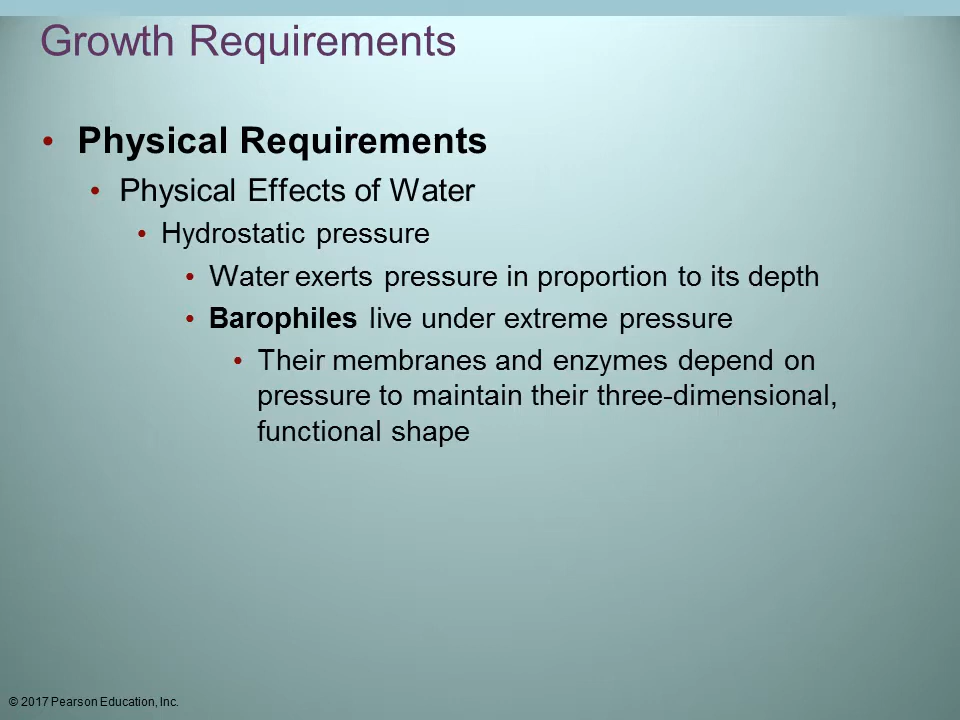 Growth Requirements
• Physical Requirements
• Physical Effects of Water
• Hydrostatic pressure
• Water exerts pressure in proportion to its depth
• Barophiles live under extreme pressure
• Their membranes and enzymes depend on
pressure to maintain their three-dimensional,
functional shape
© 2017 Pearson Education, Inc.